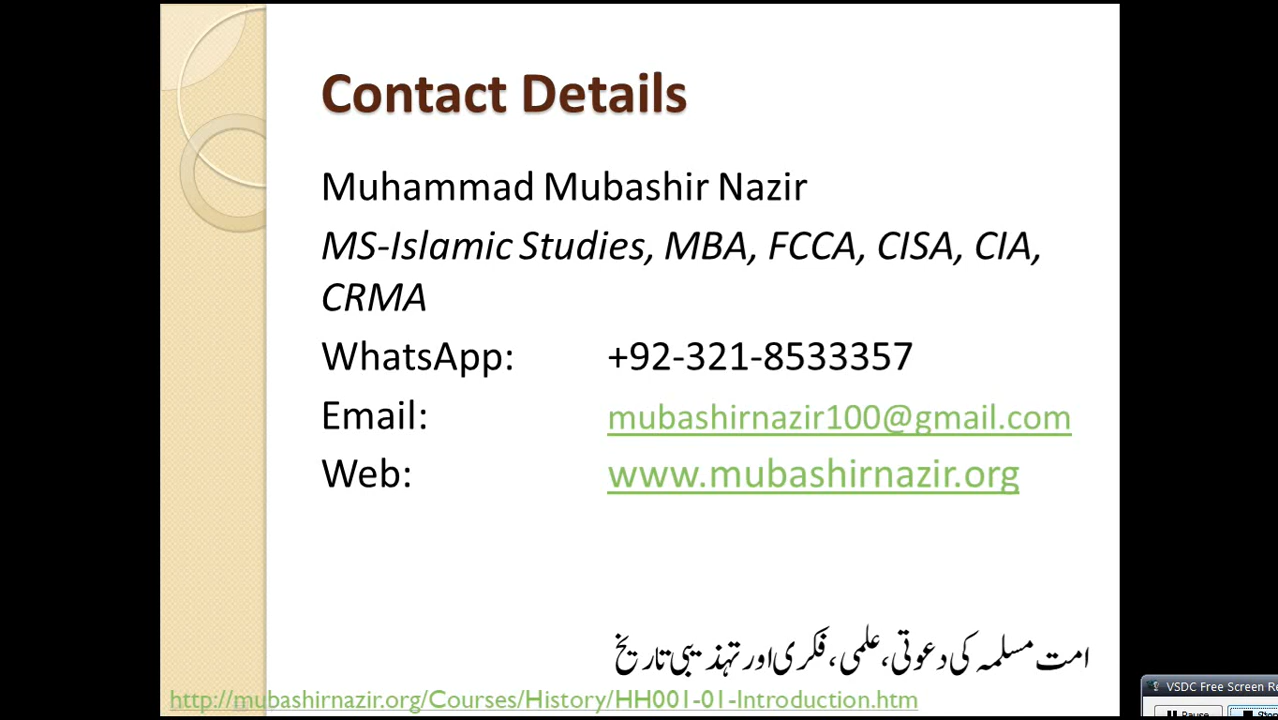 Contact Details
Muhammad Mubashir Nazir
MS-Islamic Studies, MBA, FCCA, CISA, CIA,
CRMA
WhatsApp: +92-321-8533357
Email: mubashirnazir100@gmail.com
Web: www.mubashirnazir.org
امت مسلمہ کی دعوتی، علمی، فکری اور تہذیبی تاریخ
http://mubashirnazir.org/Courses/History/HH001-01-Introduction.htm
VSDC Free Screen Re
Pause